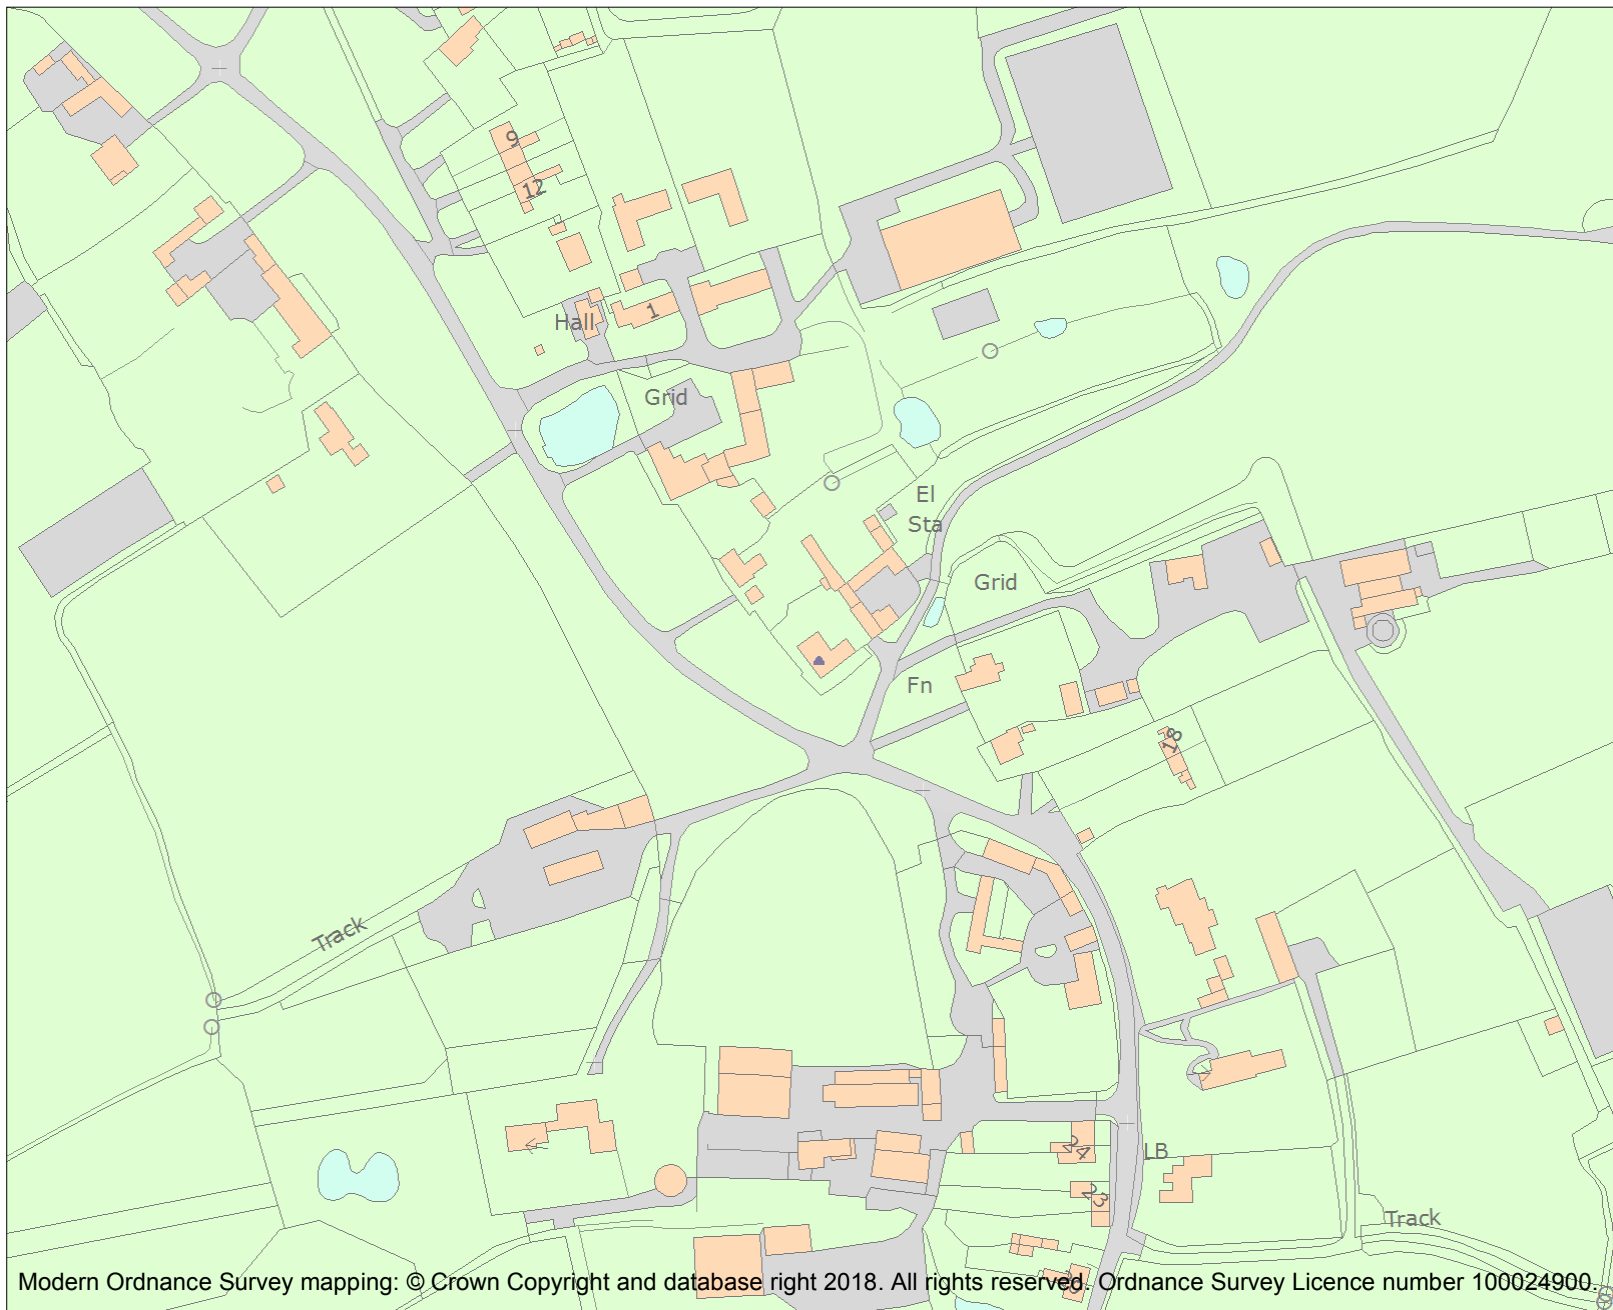 9
12
1
Hall
Grid
El
Sta
Grid
Fn
18
Track
24
LB
23
Track
Modern Ordnance Survey mapping: © Crown Copyright and database right 2018. All rights reserved. Ordnance Survey Licence number 100024900.